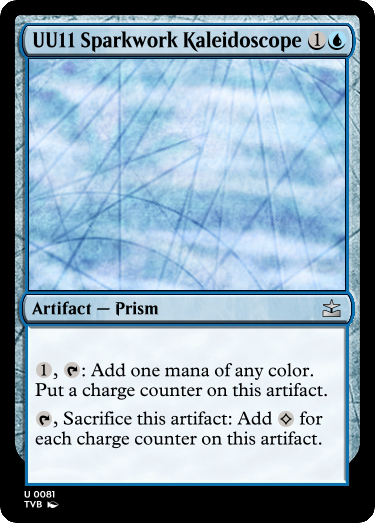 UU11 Sparkwork Kaleidoscope 1
Artifact — Prism
1, : Add one mana of any color.
Put a charge counter on this artifact.
, Sacrifice this artifact: Add for
each charge counter on this artifact.
U 0081
TVB